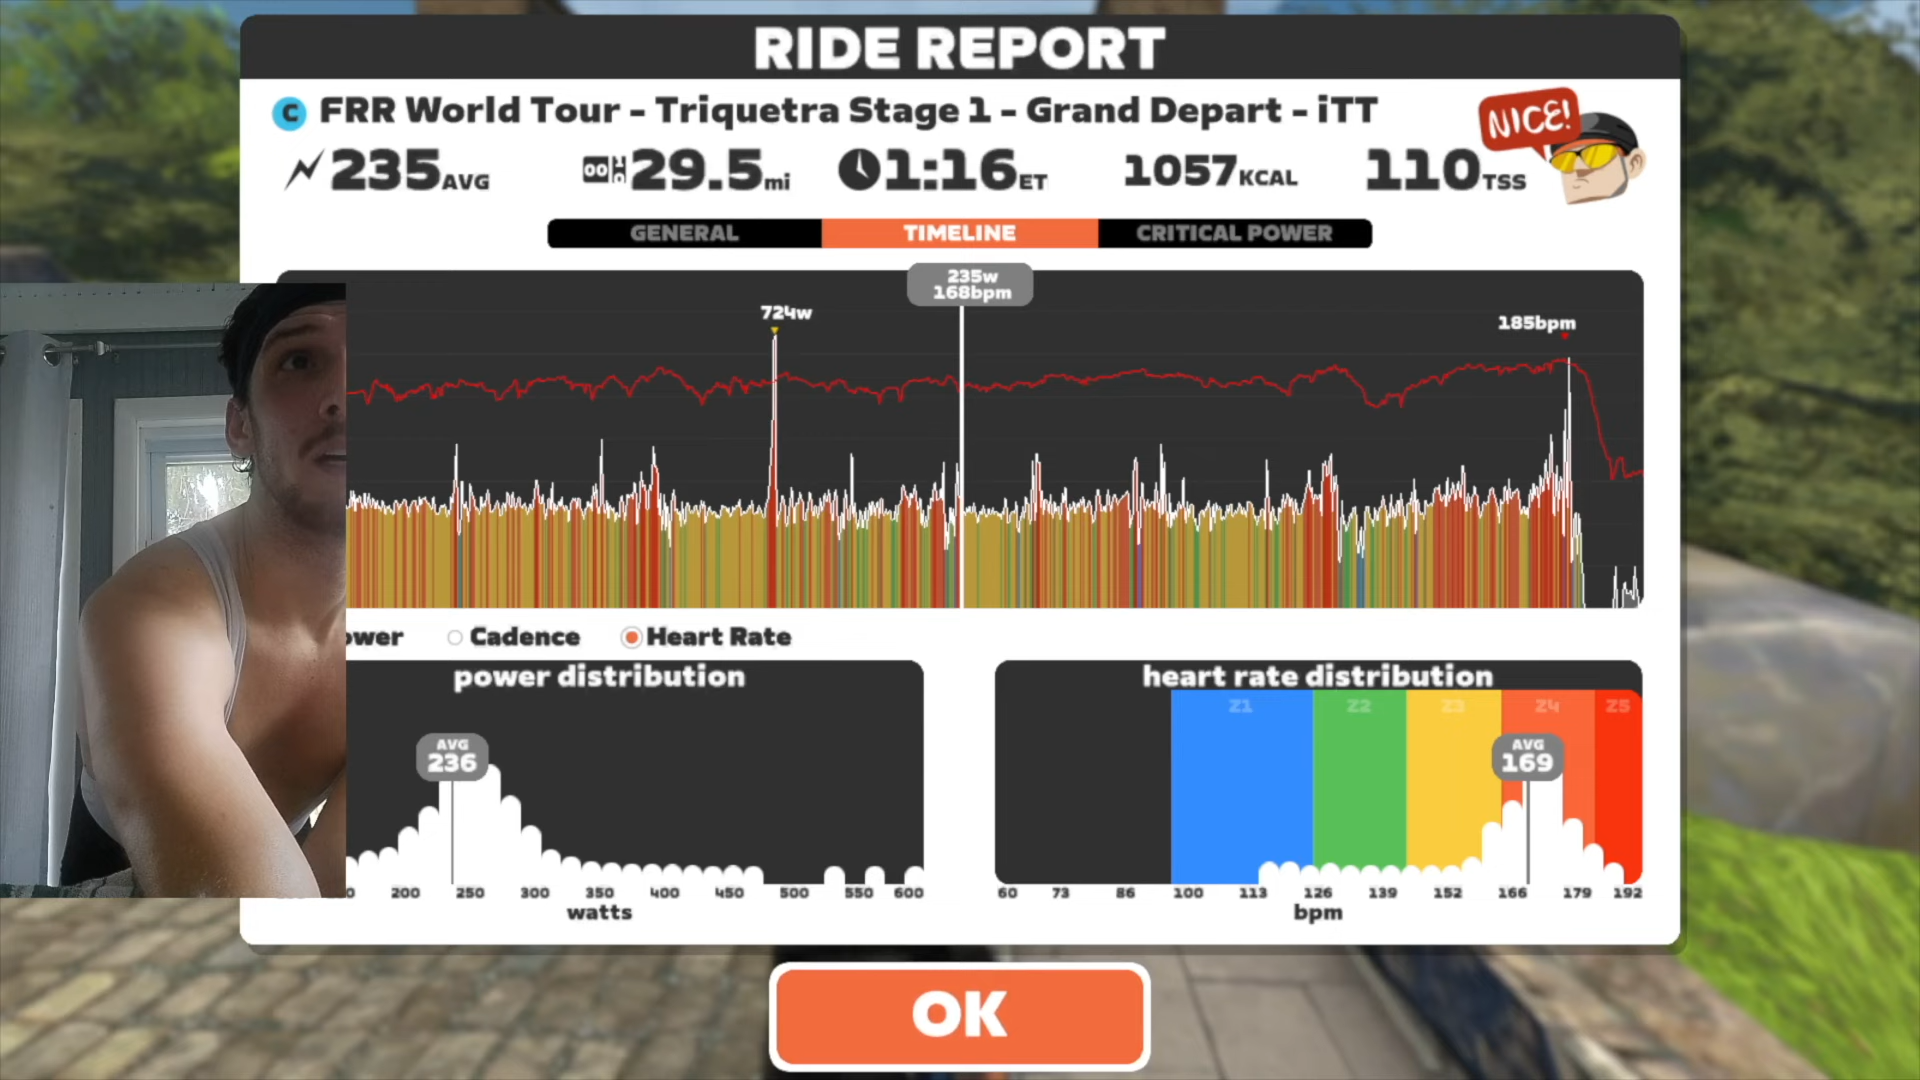 RIDE REPORT
C FRR World Tour - Triquetra Stage 1 - Grand Depart - iTT
NICE!
235AVG 29.5mi 1:16ET 1057KCAL 110TSS
GENERAL TIMELINE CRITICAL POWER
235w
168bpm
724w
185bpm
ower Cadence Heart Rate
power distribution
AVG
236
0 200 250 300 350 400 450 500 550 600
watts
heart rate distribution
Z1 Z2 Z3 Z4 Z5
AVG
169
60 73 86 100 113 126 139 152 166 179 192
bpm
OK